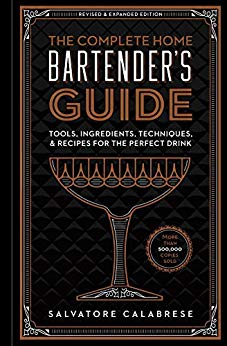 REVISED & EXPANDED EDITION
THE COMPLETE HOME
BARTENDER'S
GUIDE
TOOLS, INGREDIENTS, TECHNIQUES,
& RECIPES FOR THE PERFECT DRINK
MORE
THAN
500,000
COPIES
SOLD
SALVATORE CALABRESE